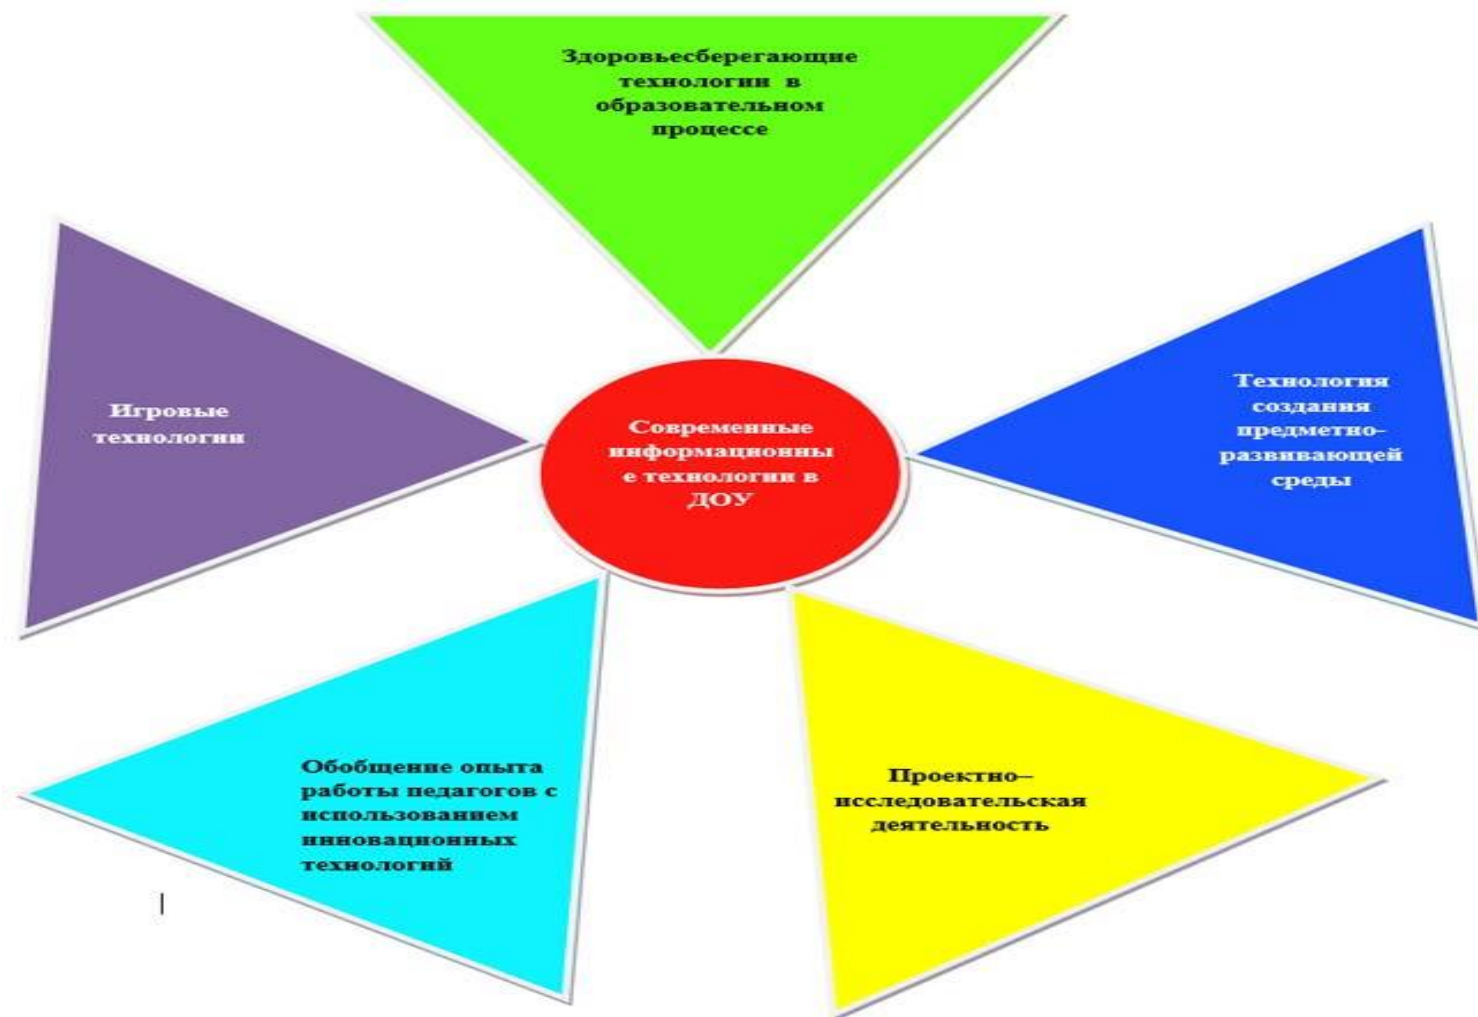 Здоровьесберегающие
технологии в
образовательном
процессе
Игровые
технологии
Современные
информационны
е технологии в
ДОУ
Технология
создания
предметно-
развивающей
среды
Обобщение опыта
работы педагогов с
использованием
инновационных
технологий
Проектно–
исследовательская
деятельность